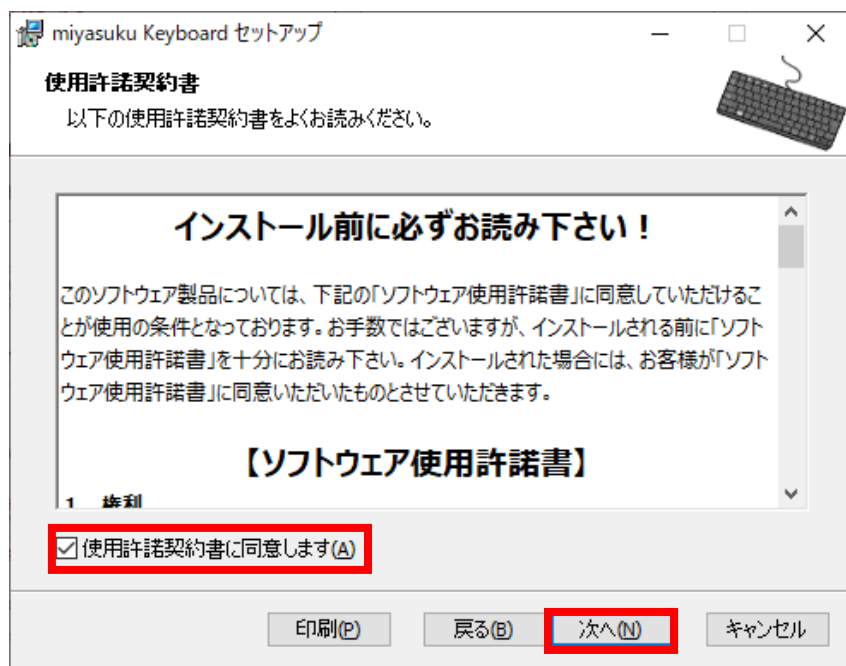 miyasuku Keyboard セットアップ
使用許諾契約書
以下の使用許諾契約書をよくお読みください。
インストール前に必ずお読み下さい！
このソフトウェア製品については、下記の「ソフトウェア使用許諾書」に同意していただけるこ
とが使用の条件となっております。お手数ではございますが、インストールされる前に「ソフト
ウェア使用許諾書」を十分にお読み下さい。インストールされた場合には、お客様が「ソフト
ウェア使用許諾書」に同意いただいたものとさせていただきます。
【ソフトウェア使用許諾書】
1 権利
使用許諾契約書に同意します(A)
印刷(P) 戻る(B) 次へ(N) キャンセル